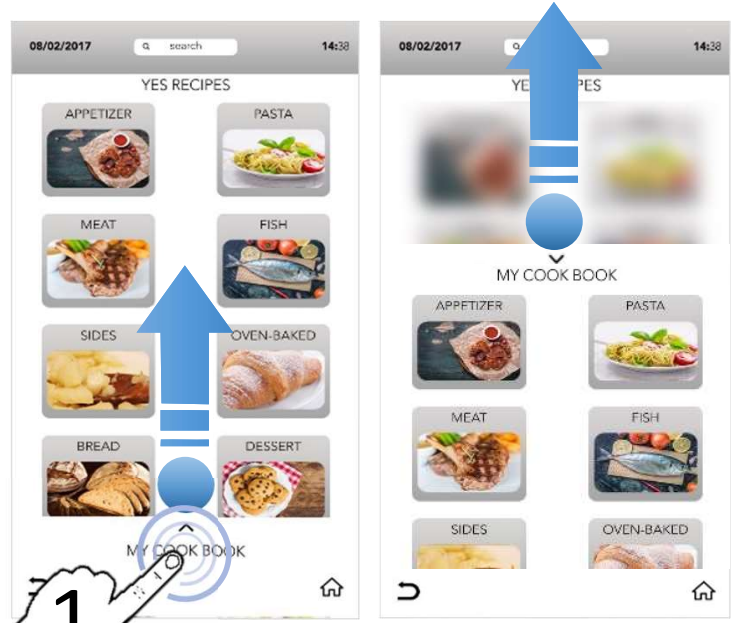 08/02/2017 search 14:38
YES RECIPES
APPETIZER PASTA
MEAT FISH
SIDES OVEN-BAKED
BREAD DESSERT
MY COOK BOOK
1
08/02/2017 14:38
MY COOK BOOK
APPETIZER PASTA
MEAT FISH
SIDES OVEN-BAKED